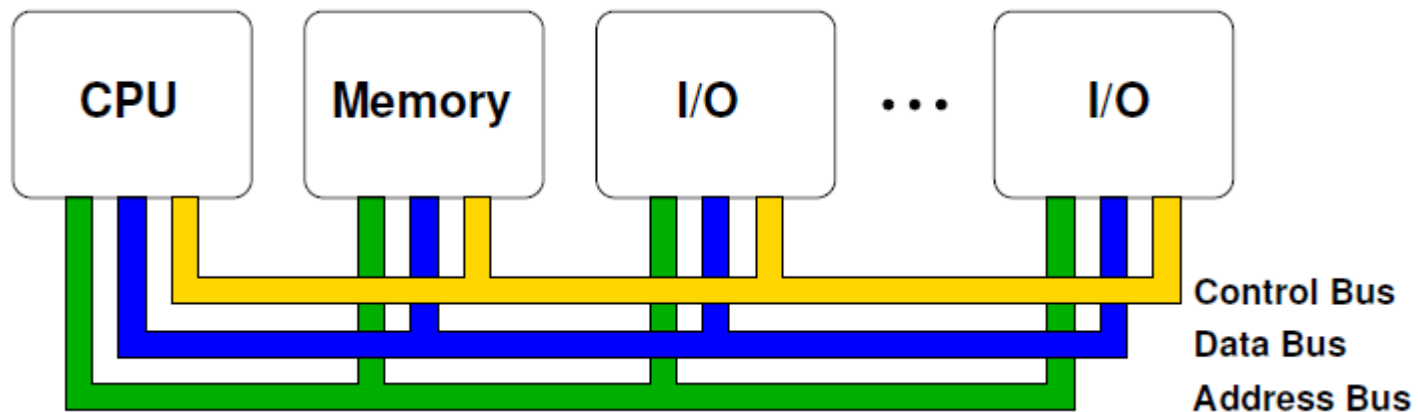 CPU
Memory
I/O
...
I/O
Control Bus
Data Bus
Address Bus